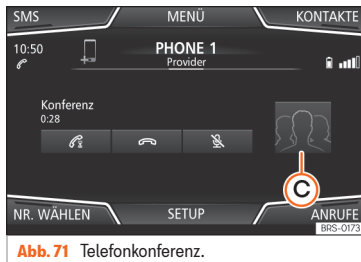 SMS MENÜ KONTAKTE
10:50 PHONE 1
Provider
Konferenz
0:28
C
NR. WÄHLEN SETUP ANRUFE
BRS-0173
Abb. 71 Telefonkonferenz.